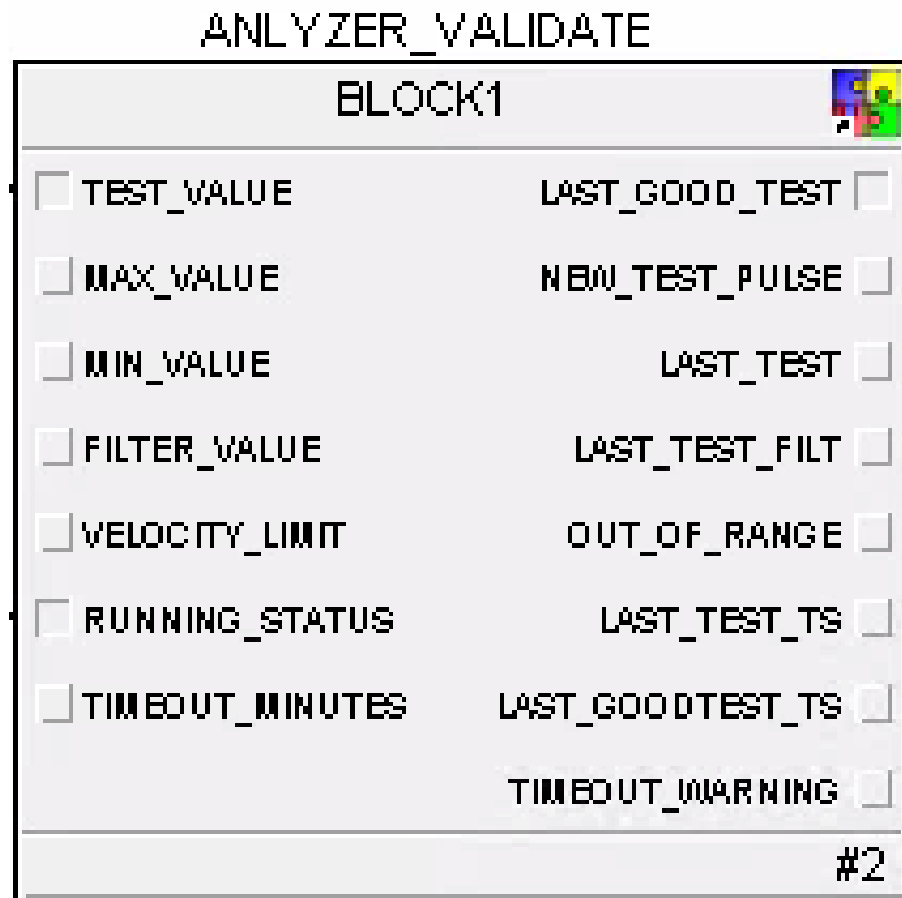 ANLYZER_VALIDATE
BLOCK1
TEST_VALUE LAST_GOOD_TEST
MAX_VALUE NEW_TEST_PULSE
MIN_VALUE LAST_TEST
FILTER_VALUE LAST_TEST_FILT
VELOCITY_LIMIT OUT_OF_RANGE
RUNNING_STATUS LAST_TEST_TS
TIMEOUT_MINUTES LAST_GOODTEST_TS
TIMEOUT_WARNING
#2